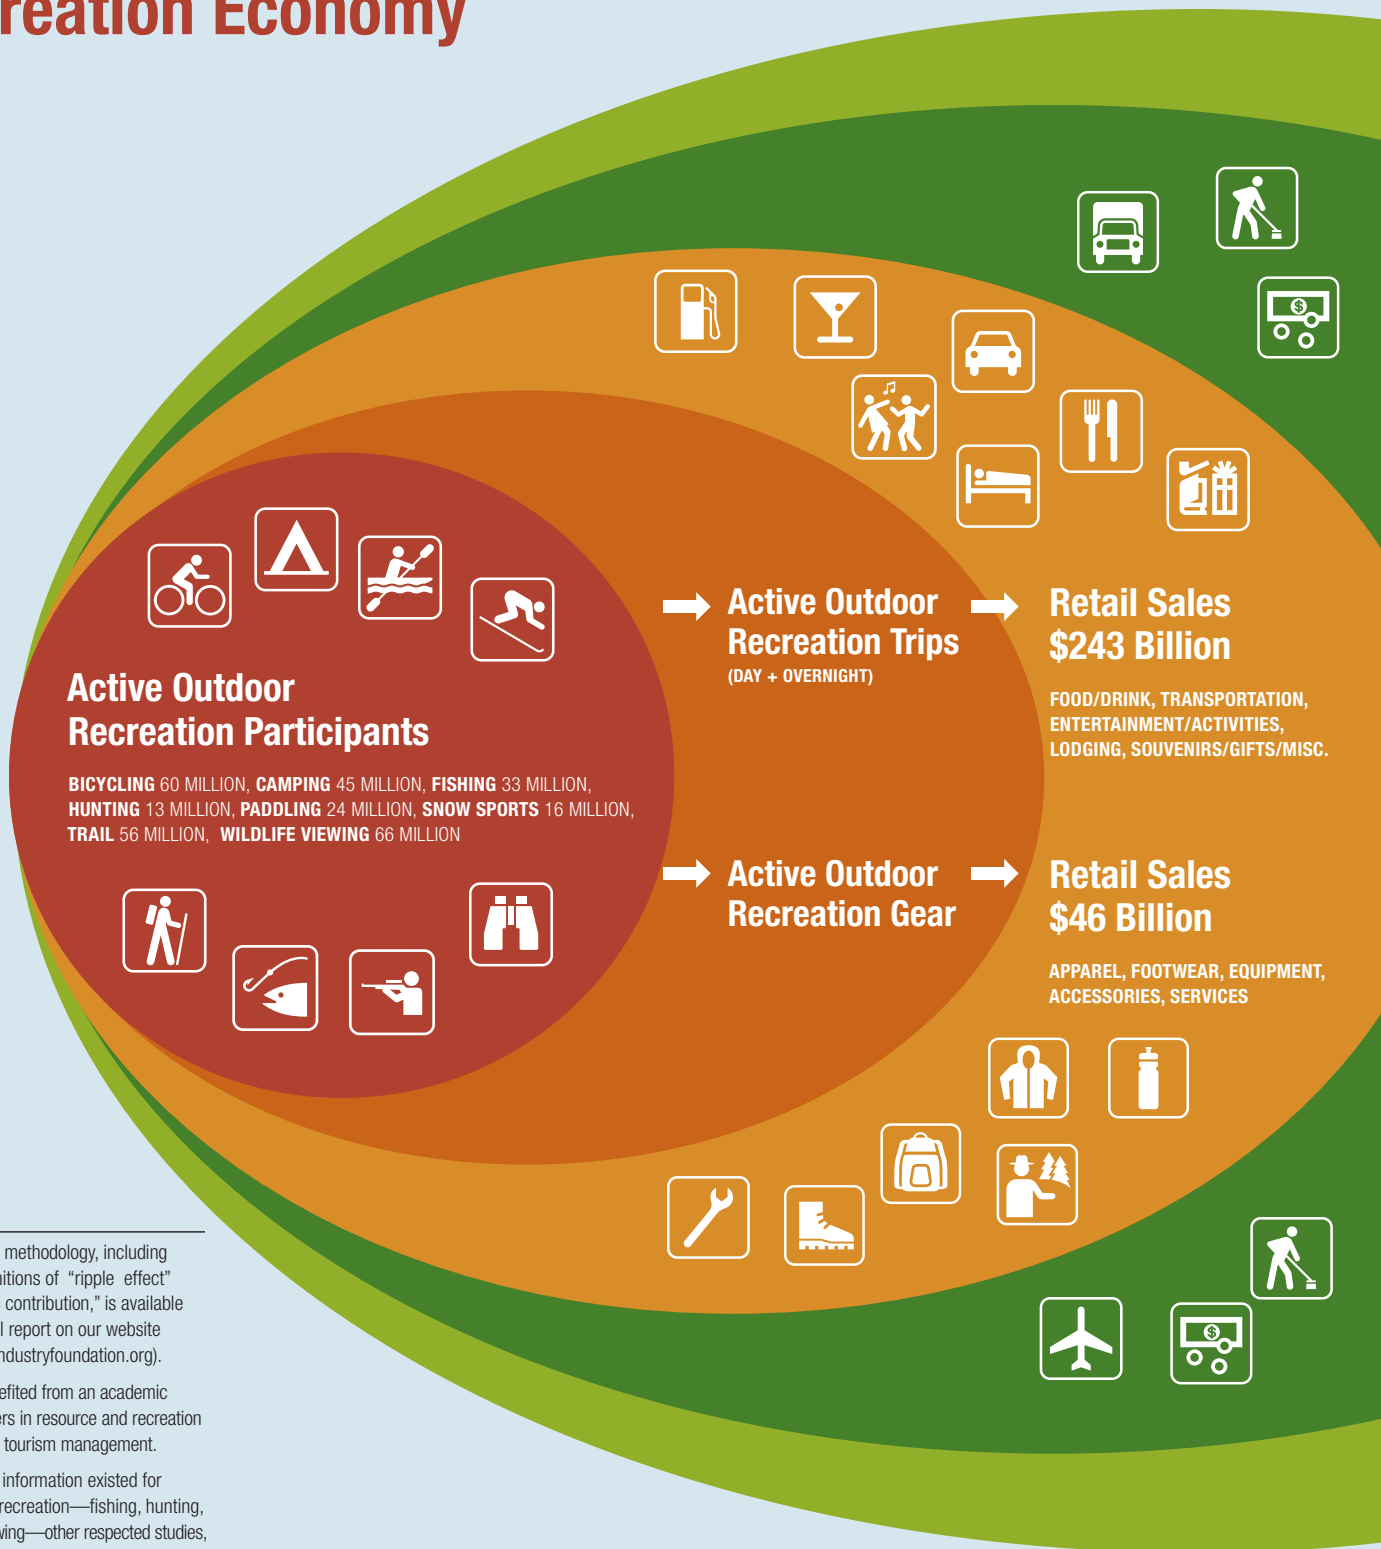 reation Economy
Active Outdoor
Recreation Participants
BICYCLING 60 MILLION, CAMPING 45 MILLION, FISHING 33 MILLION,
HUNTING 13 MILLION, PADDLING 24 MILLION, SNOW SPORTS 16 MILLION,
TRAIL 56 MILLION, WILDLIFE VIEWING 66 MILLION
Active Outdoor
Recreation Trips
(DAY + OVERNIGHT)
Retail Sales
$243 Billion
FOOD/DRINK, TRANSPORTATION,
ENTERTAINMENT/ACTIVITIES,
LODGING, SOUVENIRS/GIFTS/MISC.
Active Outdoor
Recreation Gear
Retail Sales
$46 Billion
APPAREL, FOOTWEAR, EQUIPMENT,
ACCESSORIES, SERVICES
$
$
methodology, including
nitions of “ripple effect”
contribution,” is available
l report on our website
ndustryfoundation.org).
efited from an academic
ers in resource and recreation
tourism management.
information existed for
recreation—fishing, hunting,
wing—other respected studies,